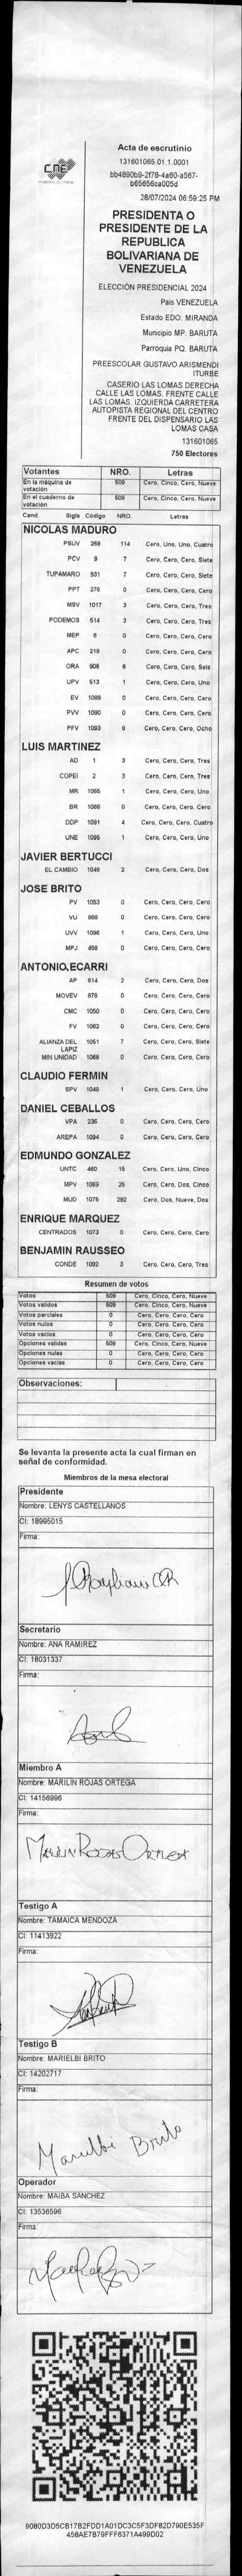 CNE
Acta de escrutinio
131601065.01.1.0001
bb4890b9-2f78-4a60-a567-
b65656ca005d
28/07/2024 06:59:25 PM
PRESIDENTA O
PRESIDENTE DE LA
REPUBLICA
BOLIVARIANA DE
VENEZUELA
ELECCIÓN PRESIDENCIAL 2024
País VENEZUELA
Estado EDO. MIRANDA
Municipio MP. BARUTA
Parroquia PQ. BARUTA
PREESCOLAR GUSTAVO ARISMENDI
ITURBE
CASERIO LAS LOMAS DERECHA
CALLE LAS LOMAS. FRENTE CALLE
LAS LOMAS. IZQUIERDA CARRETERA
AUTOPISTA REGIONAL DEL CENTRO
FRENTE DEL DISPENSARIO LAS
LOMAS CASA
131601065
750 Electores
Votantes NRO. Letras
En la máquina de votación 509 Cero, Cinco, Cero, Nueve
En el cuaderno de votación 509 Cero, Cinco, Cero, Nueve
Cand. Sigla Código NRO. Letras
NICOLAS MADURO
PSUV 269 114 Cero, Uno, Uno, Cuatro
PCV 9 7 Cero, Cero, Cero, Siete
TUPAMARO 931 7 Cero, Cero, Cero, Siete
PPT 276 0 Cero, Cero, Cero, Cero
MSV 1017 3 Cero, Cero, Cero, Tres
PODEMOS 514 3 Cero, Cero, Cero, Tres
MEP 6 0 Cero, Cero, Cero, Cero
APC 219 0 Cero, Cero, Cero, Cero
ORA 906 6 Cero, Cero, Cero, Seis
UPV 513 1 Cero, Cero, Cero, Uno
EV 1089 0 Cero, Cero, Cero, Cero
PVV 1090 0 Cero, Cero, Cero, Cero
PFV 1093 8 Cero, Cero, Cero, Ocho
LUIS MARTINEZ
AD 1 3 Cero, Cero, Cero, Tres
COPEI 2 3 Cero, Cero, Cero, Tres
MR 1065 1 Cero, Cero, Cero, Uno
BR 1066 0 Cero, Cero, Cero, Cero
DDP 1091 4 Cero, Cero, Cero, Cuatro
UNE 1095 1 Cero, Cero, Cero, Uno
JAVIER BERTUCCI
EL CAMBIO 1048 2 Cero, Cero, Cero, Dos
JOSE BRITO
PV 1053 0 Cero, Cero, Cero, Cero
VU 868 0 Cero, Cero, Cero, Cero
UVV 1096 1 Cero, Cero, Cero, Uno
MPJ 458 0 Cero, Cero, Cero, Cero
ANTONIO ECARRI
AP 814 2 Cero, Cero, Cero, Dos
MOVEV 878 0 Cero, Cero, Cero, Cero
CMC 1050 0 Cero, Cero, Cero, Cero
FV 1062 0 Cero, Cero, Cero, Cero
ALIANZA DEL LAPIZ 1051 7 Cero, Cero, Cero, Siete
MIN UNIDAD 1068 0 Cero, Cero, Cero, Cero
CLAUDIO FERMIN
SPV 1049 1 Cero, Cero, Cero, Uno
DANIEL CEBALLOS
VPA 236 0 Cero, Cero, Cero, Cero
AREPA 1094 0 Cero, Cero, Cero, Cero
EDMUNDO GONZALEZ
UNTC 460 15 Cero, Cero, Uno, Cinco
MPV 1069 25 Cero, Cero, Dos, Cinco
MUD 1075 292 Cero, Dos, Nueve, Dos
ENRIQUE MARQUEZ
CENTRADOS 1073 0 Cero, Cero, Cero, Cero
BENJAMIN RAUSSEO
CONDE 1092 3 Cero, Cero, Cero, Tres
Resumen de votos
Votos 509 Cero, Cinco, Cero, Nueve
Votos validos 509 Cero, Cinco, Cero, Nueve
Votos parciales 0 Cero, Cero, Cero, Cero
Votos nulos 0 Cero, Cero, Cero, Cero
Votos vacios 0 Cero, Cero, Cero, Cero
Opciones validas 509 Cero, Cinco, Cero, Nueve
Opciones nulas 0 Cero, Cero, Cero, Cero
Opciones vacias 0 Cero, Cero, Cero, Cero
Observaciones:
Se levanta la presente acta la cual firman en
señal de conformidad.
Miembros de la mesa electoral
Presidente
Nombre: LENYS CASTELLANOS
CI: 18995015
Firma:
Secretario
Nombre: ANA RAMIREZ
CI: 18031337
Firma:
Miembro A
Nombre: MARILIN ROJAS ORTEGA
CI: 14156996
Firma:
MARILIN ROJAS ORTEGA
Testigo A
Nombre: TAMAICA MENDOZA
CI: 11413922
Firma:
Testigo B
Nombre: MARIELBI BRITO
CI: 14202717
Firma:
Marielbi Brito
Operador
Nombre: MAIBA SANCHEZ
CI: 13536596
Firma:
9080D3D5CB17B2FDD1A01DC3C5F3DF82D790E535F
458AE7B79FFF6371A499D02